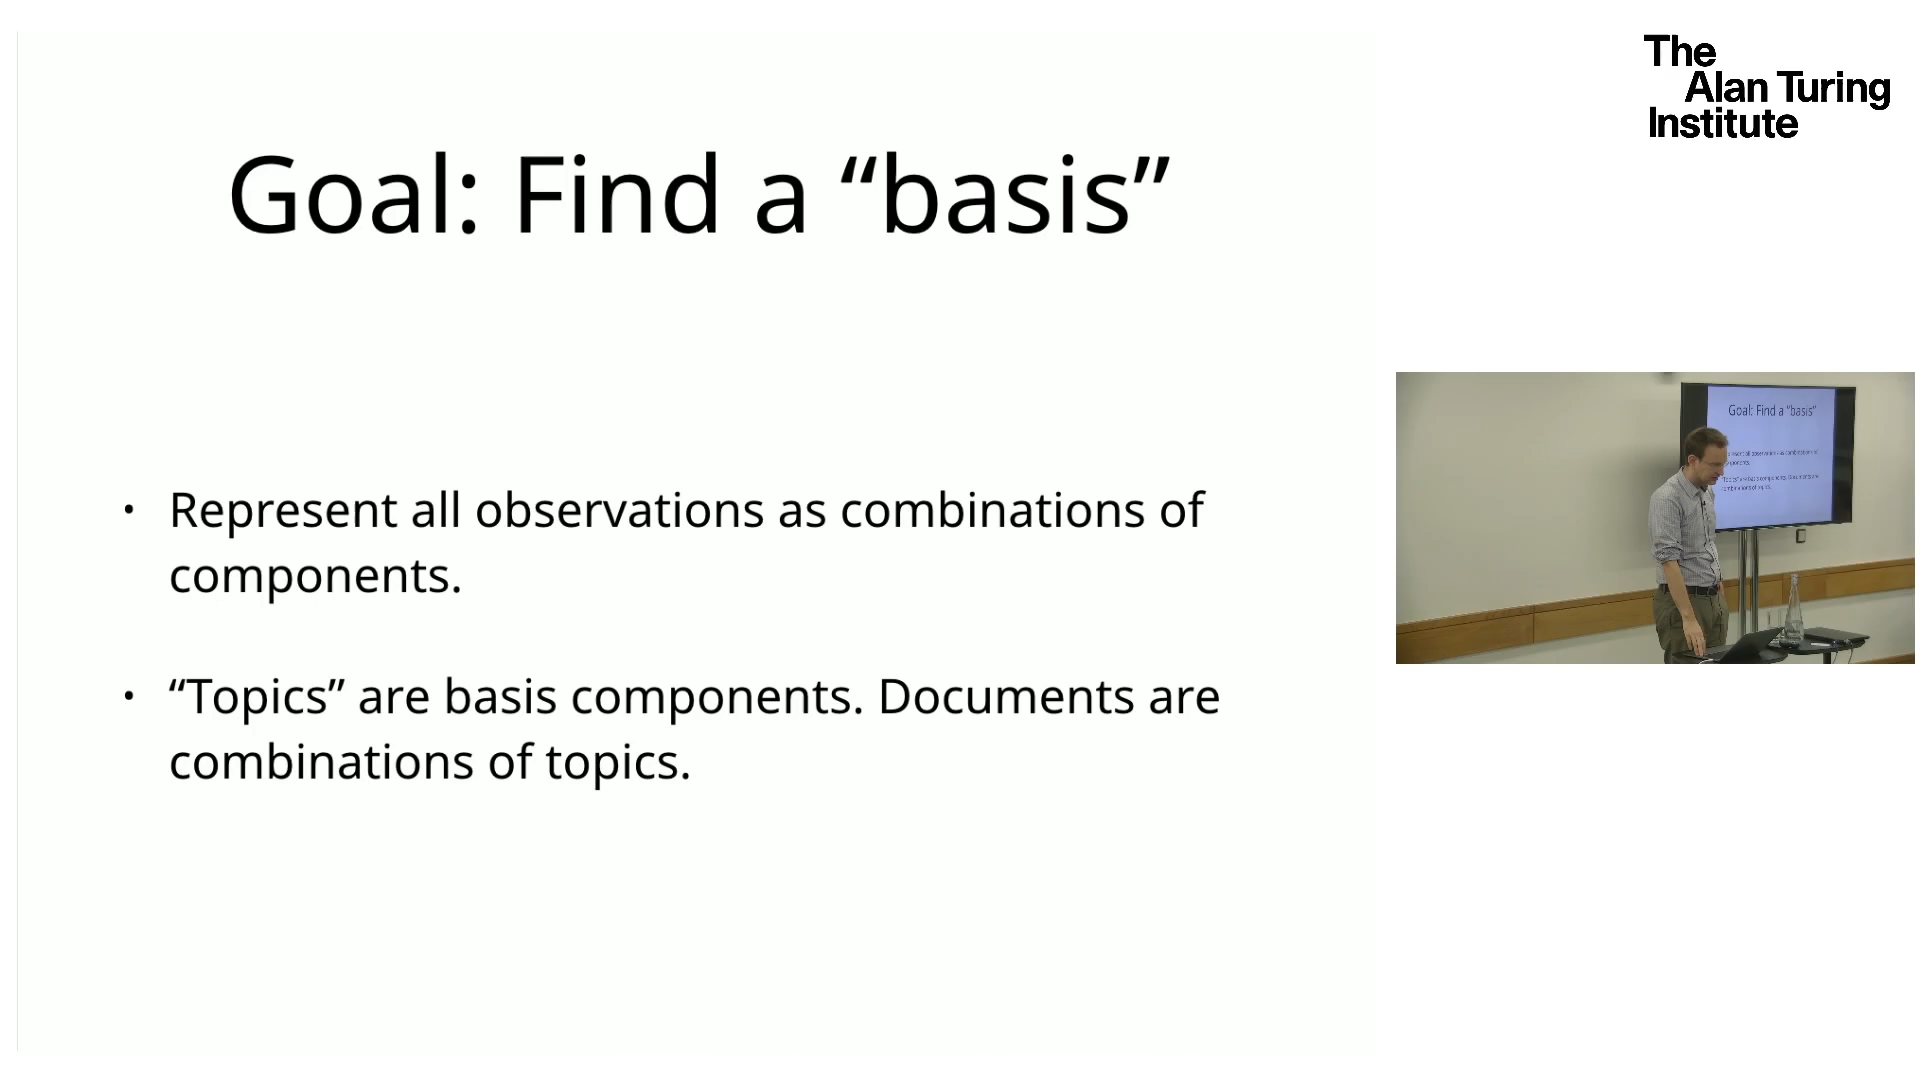 Goal: Find a “basis”
• Represent all observations as combinations of
components.
• “Topics” are basis components. Documents are
combinations of topics.
The
Alan Turing
Institute
Goal: Find a “basis”